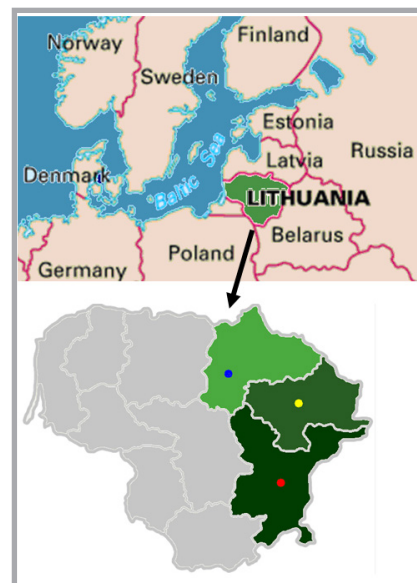 Norway
Finland
Sweden
Estonia
Russia
Latvia
Denmark
Baltic Sea
LITHUANIA
Belarus
Poland
Germany